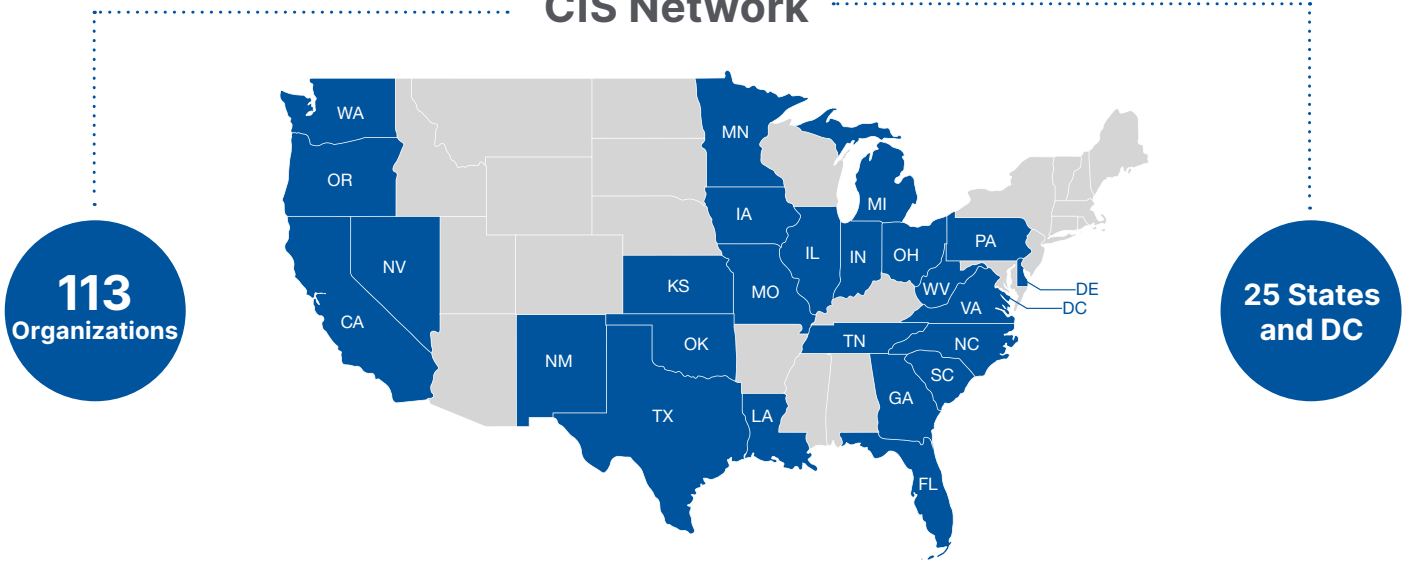 CIS Network
WA
MN
OR
MI
IA
PA
IL
IN
OH
NV
KS
WV
DE
MO
VA
DC
113
Organizations
25 States
and DC
CA
TN
NC
OK
NM
SC
GA
TX
LA
FL